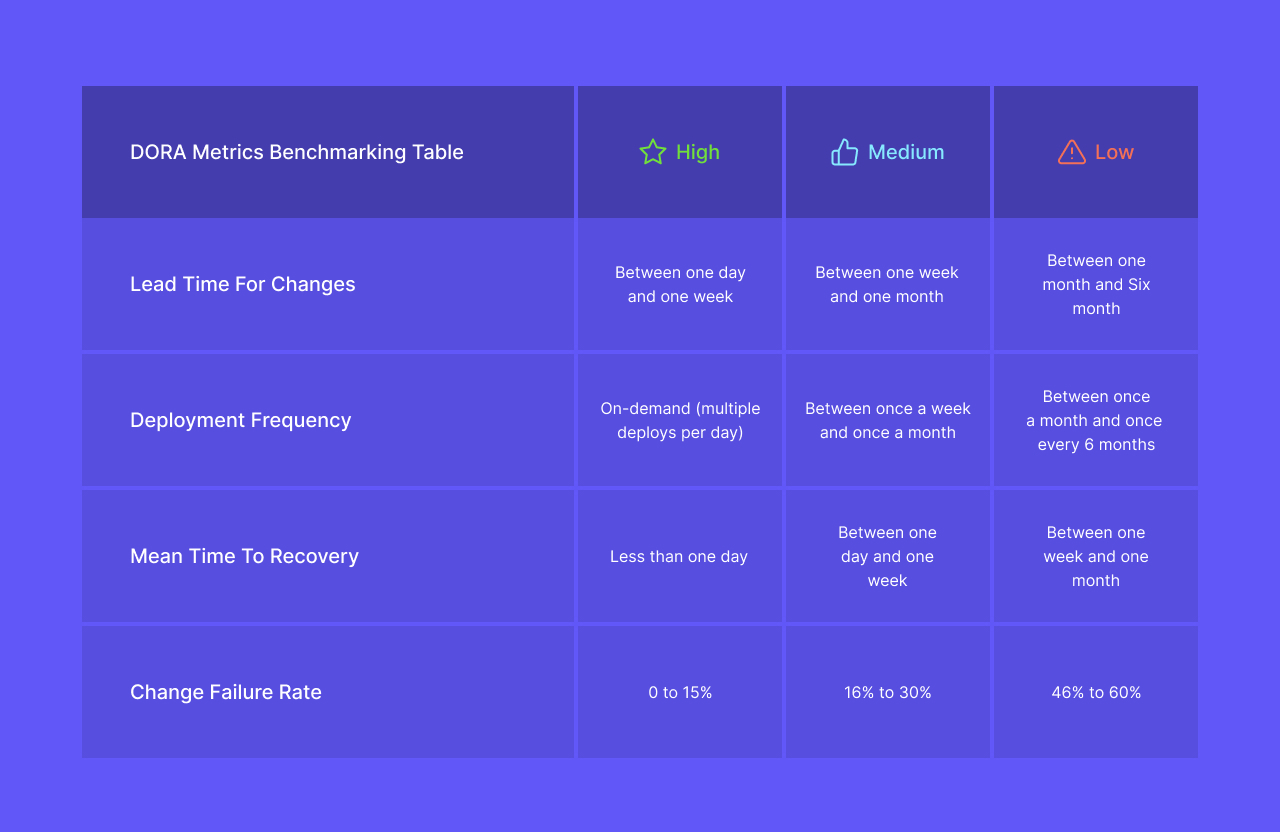 DORA Metrics Benchmarking Table
High
Medium
Low
Lead Time For Changes
Between one day
and one week
Between one week
and one month
Between one
month and Six
month
Deployment Frequency
On-demand (multiple
deploys per day)
Between once a week
and once a month
Between once
a month and once
every 6 months
Mean Time To Recovery
Less than one day
Between one
day and one
week
Between one
week and one
month
Change Failure Rate
0 to 15%
16% to 30%
46% to 60%